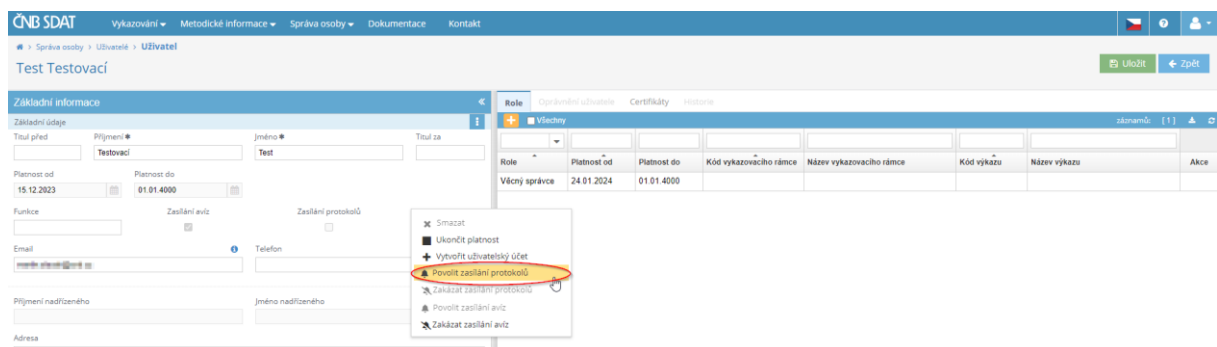 ČNB SDAT Vykazování Metodické informace Správa osoby Dokumentace Kontakt
> Správa osoby > Uživatelé > Uživatel
Test Testovací
Uložit Zpět
Základní informace
Základní údaje
Titul před Příjmení Jméno Titul za
Testovací Test
Platnost od Platnost do
15.12.2023 01.01.4000
Funkce Zasílání avíz Zasílání protokolů
Email Telefon
Příjmení nadřízeného Jméno nadřízeného
Adresa
Smazat
Ukončit platnost
Vytvořit uživatelský účet
Povolit zasílání protokolů
Zakázat zasílání protokolů
Povolit zasílání avíz
Zakázat zasílání avíz
Role Oprávnění uživatele Certifikáty Historie
Všechny záznamů: [1]
Role Platnost od Platnost do Kód vykazovacího rámce Název vykazovacího rámce Kód výkazu Název výkazu Akce
Věcný správce 24.01.2024 01.01.4000